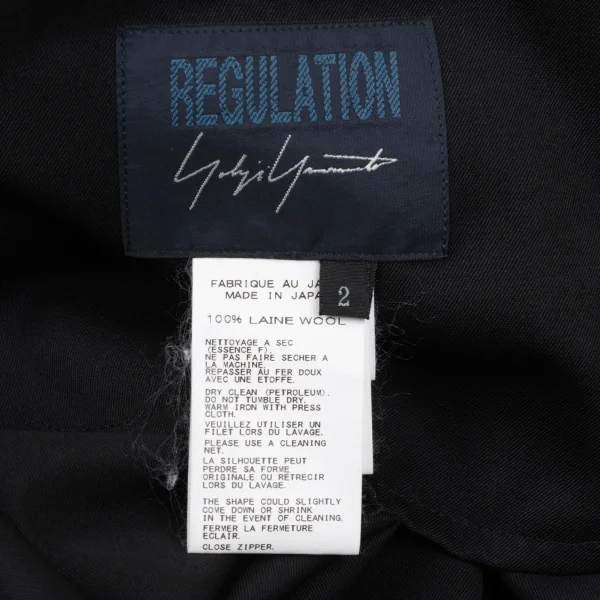 REGULATION
Yohji Yamamoto
FABRIQUE AU
MADE IN JAPA
2
100% LAINE WOOL
NETTOYAGE A SEC
(ESSENCE F).
NE PAS FAIRE SECHER A
LA MACHINE.
REPASSER AU FER DOUX
AVEC UNE ETOFFE.
DRY CLEAN (PETROLEUM).
DO NOT TUMBLE DRY.
WARM IRON WITH PRESS
CLOTH.
VEUILLEZ UTILISER UN
FILET LORS DU LAVAGE.
PLEASE USE A CLEANING
NET.
LA SILHOUETTE PEUT
PERDRE SA FORME
ORIGINALE OU RETRECIR
LORS DU LAVAGE.
THE SHAPE COULD SLIGHTLY
COME DOWN OR SHRINK
IN THE EVENT OF CLEANING.
FERMER LA FERMETURE
ECLAIR.
CLOSE ZIPPER.